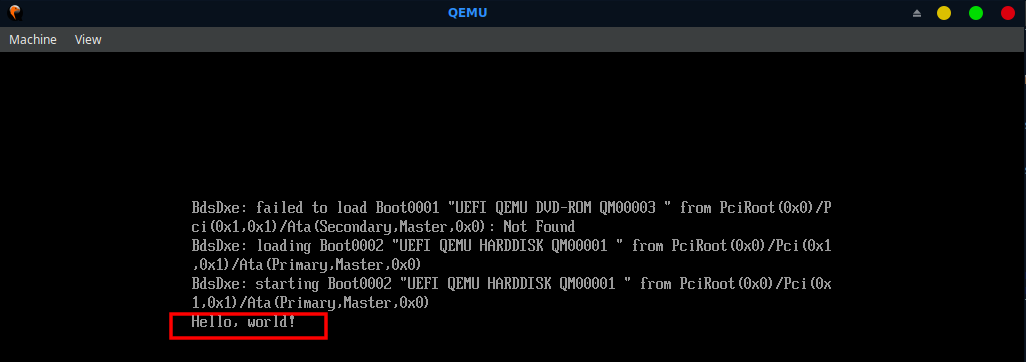 QEMU
Machine View
BdsDxe: failed to load Boot0001 "UEFI QEMU DVD-ROM QM00003 " from PciRoot(0x0)/P
ci(0x1,0x1)/Ata(Secondary,Master,0x0): Not Found
BdsDxe: loading Boot0002 "UEFI QEMU HARDDISK QM00001 " from PciRoot(0x0)/Pci(0x1
,0x1)/Ata(Primary,Master,0x0)
BdsDxe: starting Boot0002 "UEFI QEMU HARDDISK QM00001 " from PciRoot(0x0)/Pci(0x
1,0x1)/Ata(Primary,Master,0x0)
Hello, world!